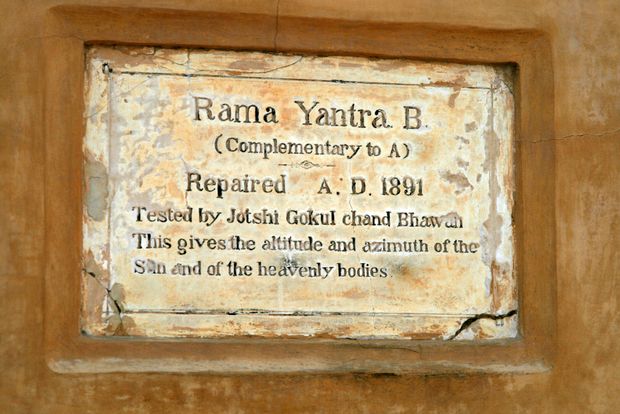 Rama Yantra. B.
(Complementary to A)
Repaired A. D. 1891
Tested by Jotshi Gokul chand Bhawan
This gives the altitude and azimuth of the
Sun and of the heavenly bodies